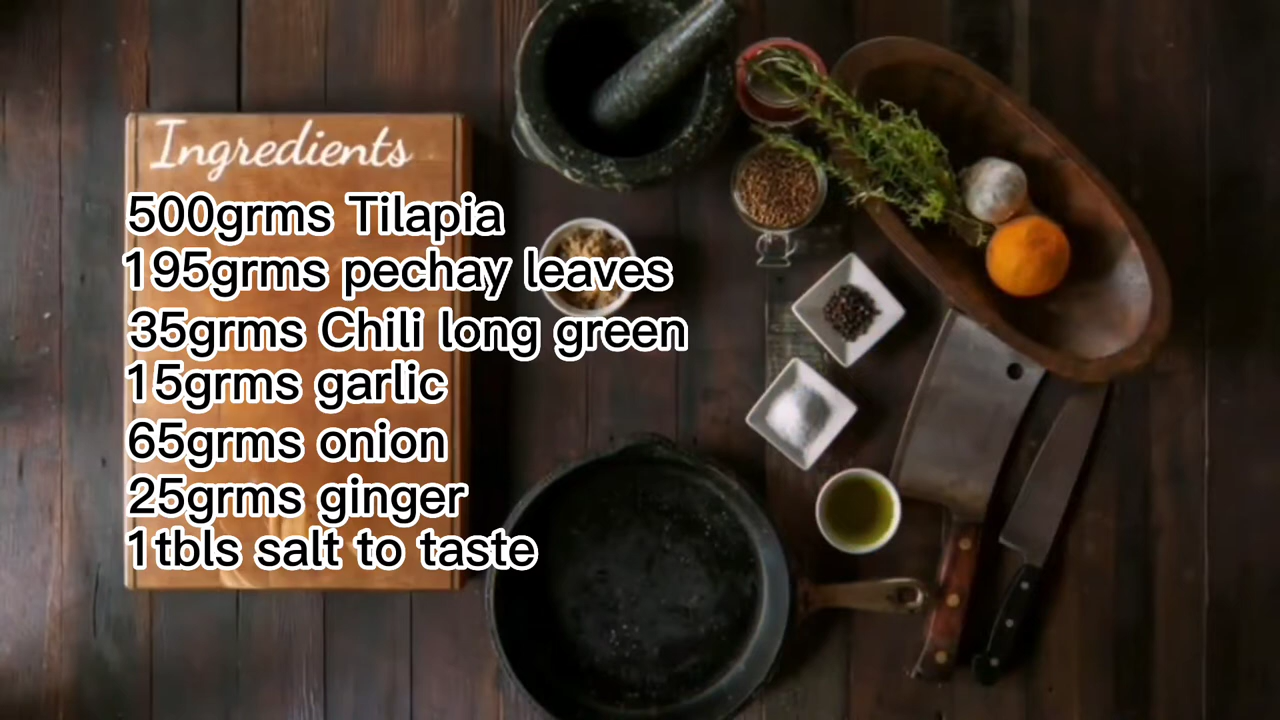 Ingredients
500grms Tilapia
195grms pechay leaves
35grms Chili long green
15grms garlic
65grms onion
25grms ginger
1tbls salt to taste